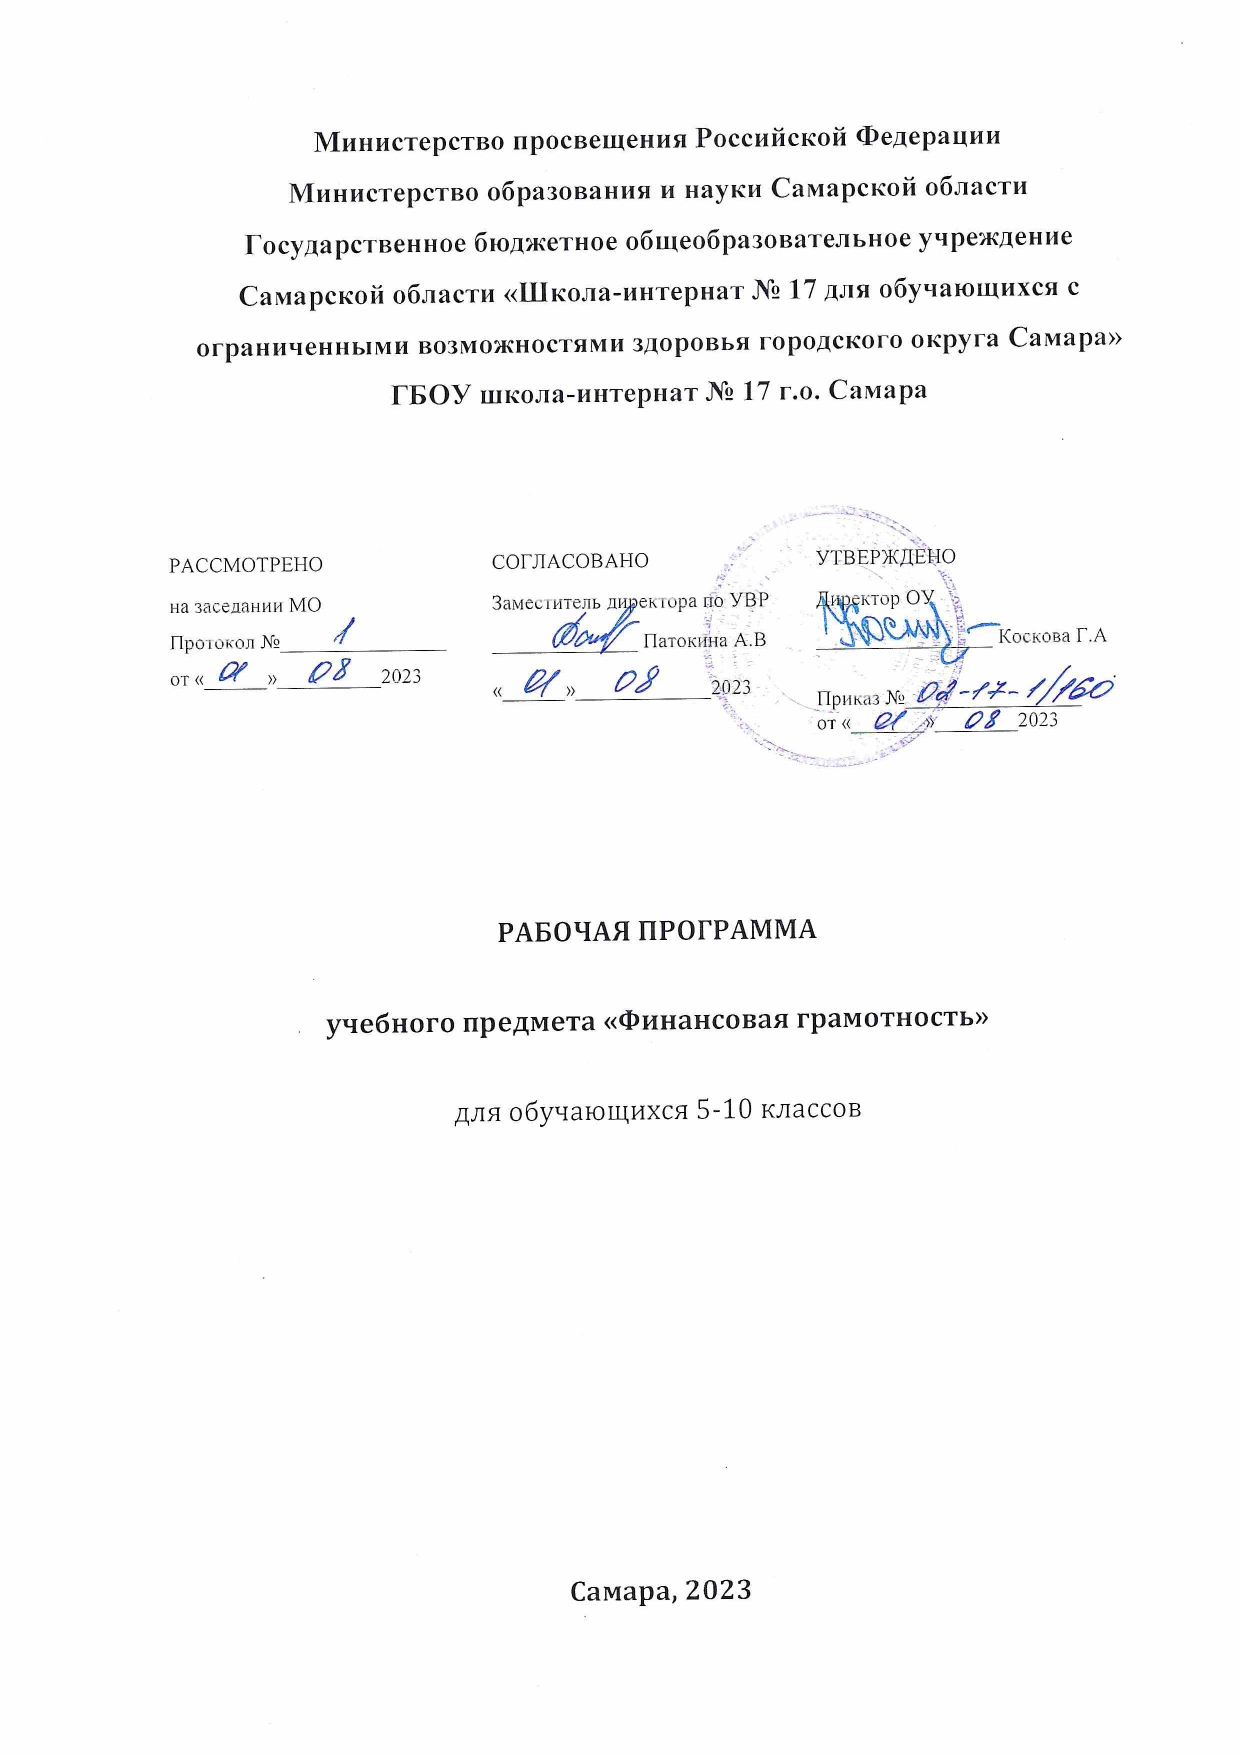 Министерство просвещения Российской Федерации
Министерство образования и науки Самарской области
Государственное бюджетное общеобразовательное учреждение
Самарской области «Школа-интернат № 17 для обучающихся с
ограниченными возможностями здоровья городского округа Самара»
ГБОУ школа-интернат № 17 г.о. Самара
РАССМОТРЕНО
на заседании МО
Протокол № 1
от « 01 » 08 2023
СОГЛАСОВАНО
Заместитель директора по УВР
Патокина А.В
« 01 » 08 2023
УТВЕРЖДЕНО
Директор ОУ
Коскова Г.А
Приказ № 02-17-1/160
от « 01 » 08 2023
РАБОЧАЯ ПРОГРАММА
учебного предмета «Финансовая грамотность»
для обучающихся 5-10 классов
Самара, 2023